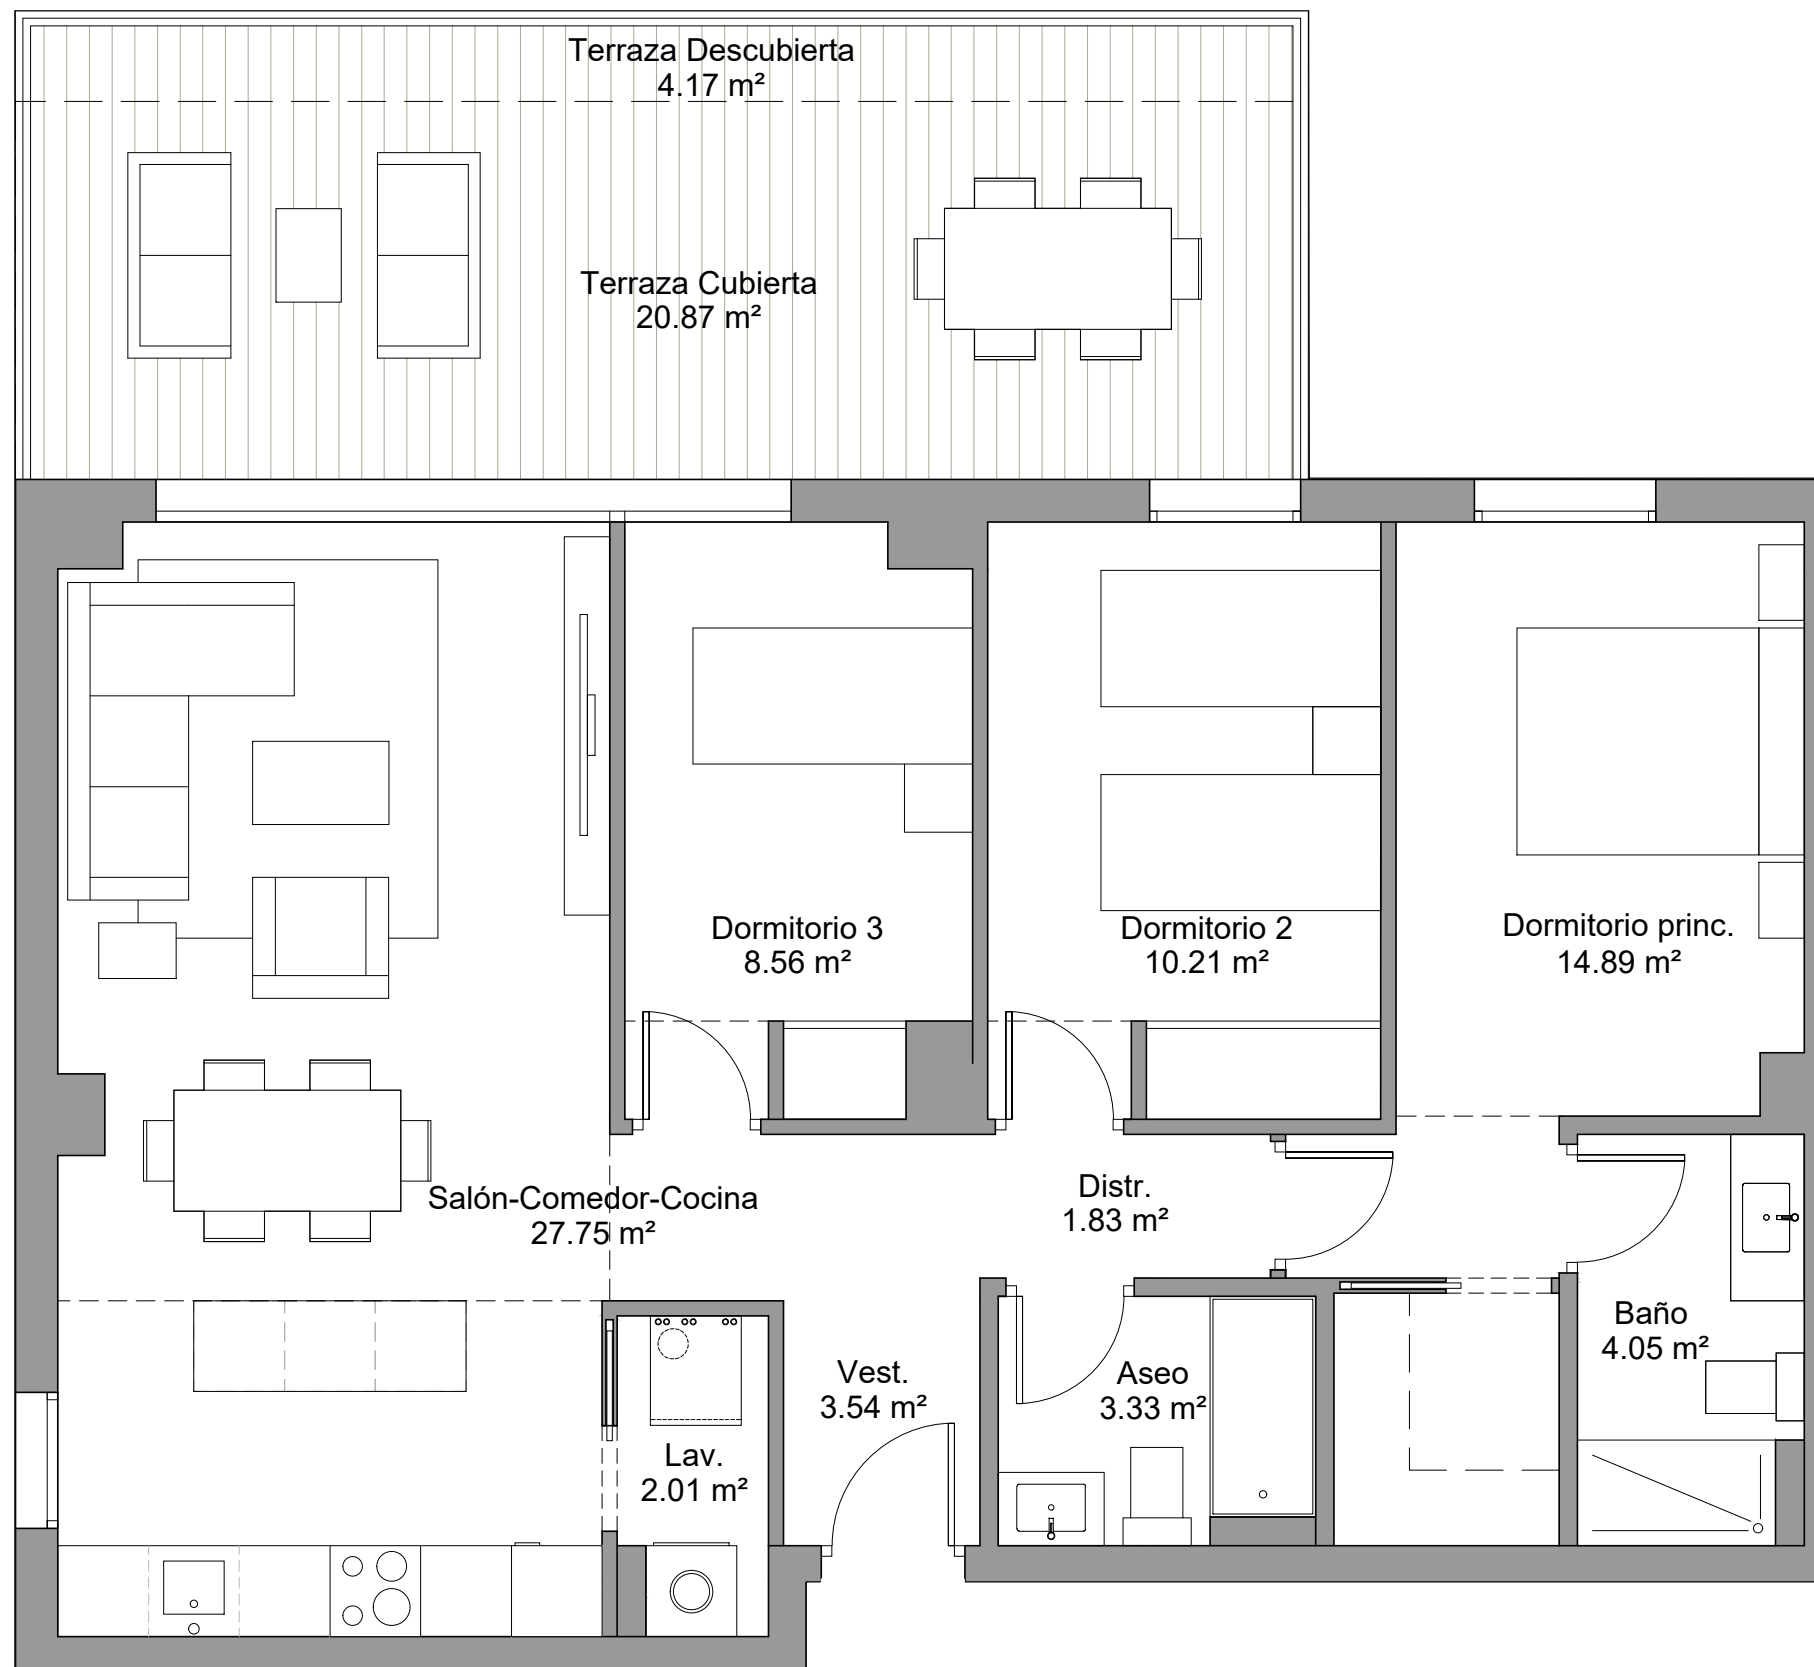 Terraza Descubierta
4.17 m²
Terraza Cubierta
20.87 m²
Dormitorio 3
8.56 m²
Dormitorio 2
10.21 m²
Dormitorio princ.
14.89 m²
Salón-Comedor-Cocina
27.75 m²
Distr.
1.83 m²
Baño
4.05 m²
Vest.
3.54 m²
Aseo
3.33 m²
Lav.
2.01 m²